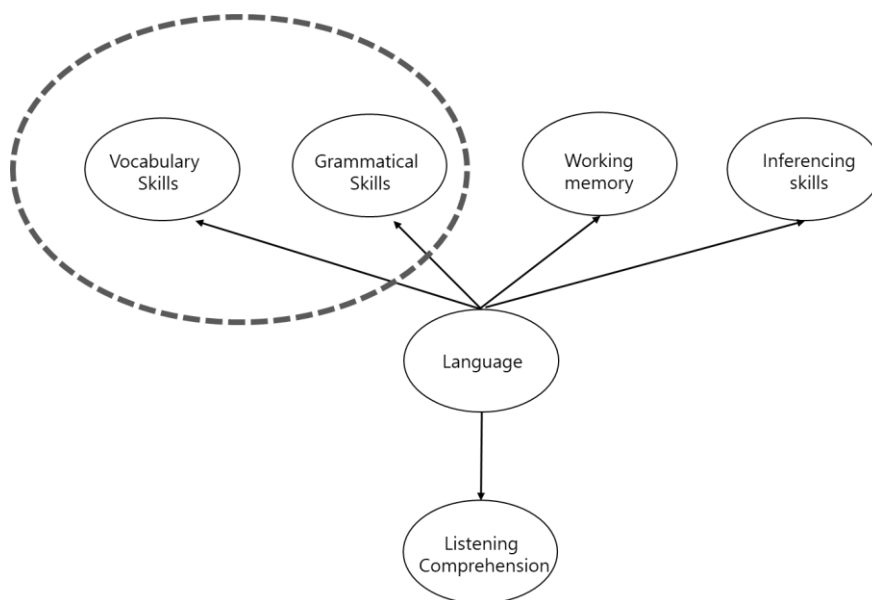 Vocabulary
Skills
Grammatical
Skills
Working
memory
Inferencing
skills
Language
Listening
Comprehension